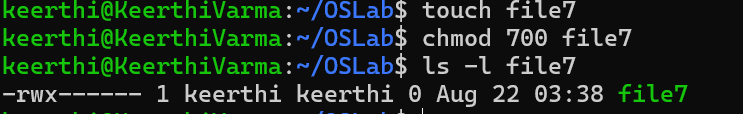 keerthi@KeerthiVarma:~/OSLab$ touch file7
keerthi@KeerthiVarma:~/OSLab$ chmod 700 file7
keerthi@KeerthiVarma:~/OSLab$ ls -l file7
-rwx------ 1 keerthi keerthi 0 Aug 22 03:38 file7